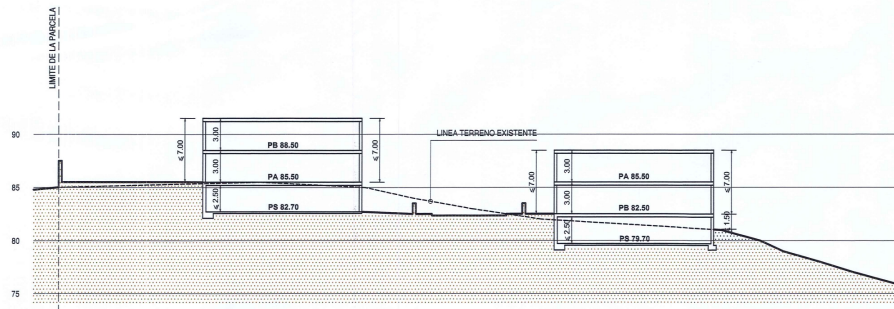 LIMITE DE LA PARCELA
90
85
80
75
⩽ 7.00
3.00
PB 88.50
3.00
PA 85.50
⩽ 2.50
PS 82.70
⩽ 7.00
LINEA TERRENO EXISTENTE
⩽ 7.00
3.00
PA 85.50
3.00
PB 82.50
⩽ 2.50
PS 79.70
⩽ 7.00
⩽ 1.50